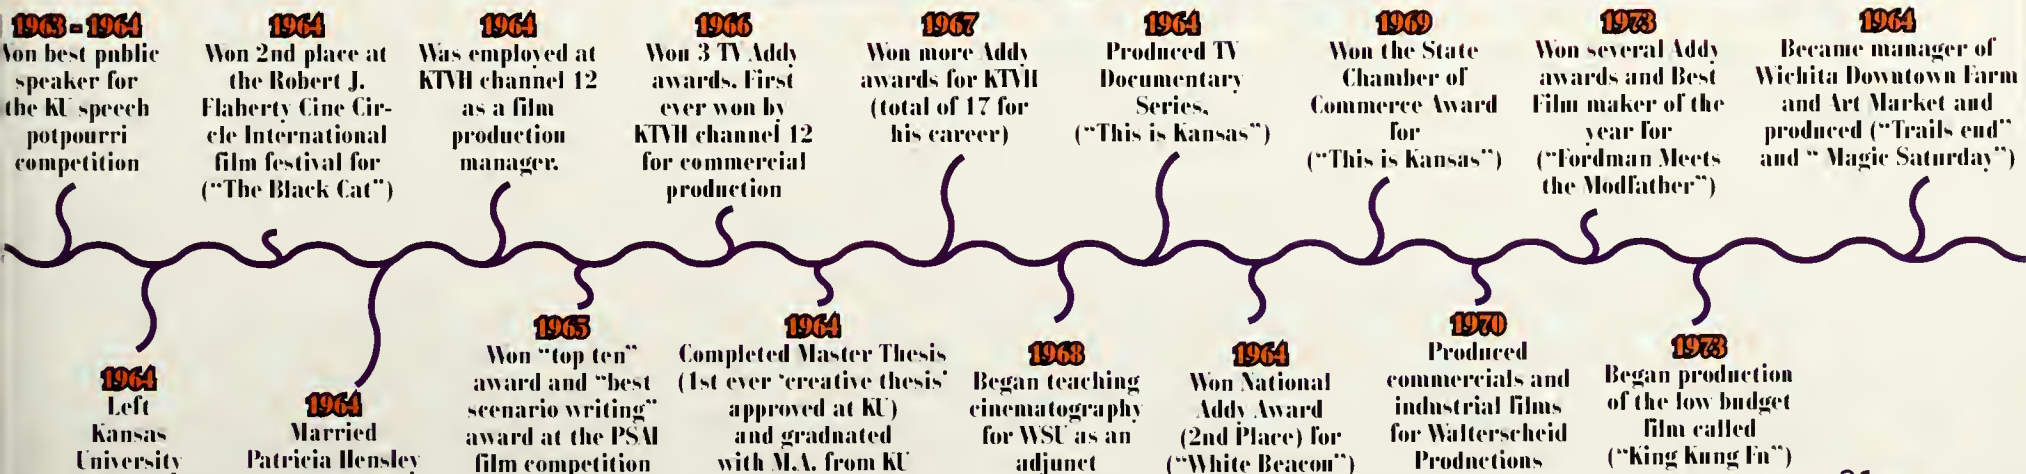 1963 - 1964
Won best public
speaker for
the KU speech
potpourri
competition
1964
Won 2nd place at
the Robert J.
Flaherty Cine Cir-
cle International
film festival for
("The Black Cat")
1964
Was employed at
KTVH channel 12
as a film
production
manager.
1966
Won 3 TV Addy
awards. First
ever won by
KTVH channel 12
for commercial
production
1967
Won more Addy
awards for KTVH
(total of 17 for
his career)
1964
Produced TV
Documentary
Series,
("This is Kansas")
1969
Won the State
Chamber of
Commerce Award
for
("This is Kansas")
1973
Won several Addy
awards and Best
Film maker of the
year for
("Fordman Meets
the Modfather")
1964
Became manager of
Wichita Downtown Farm
and Art Market and
produced ("Trails end"
and " Magic Saturday")
1964
Left
Kansas
University
1964
Married
Patricia Hensley
1965
Won "top ten"
award and "best
scenario writing"
award at the PSAI
film competition
1964
Completed Master Thesis
(1st ever 'creative thesis'
approved at KU)
and graduated
with M.A. from KU
1968
Began teaching
cinematography
for WSU as an
adjunct
1964
Won National
Addy Award
(2nd Place) for
("White Beacon")
1970
Produced
commercials and
industrial films
for Walterscheid
Productions
1973
Began production
of the low budget
film called
("King Kung Fu")